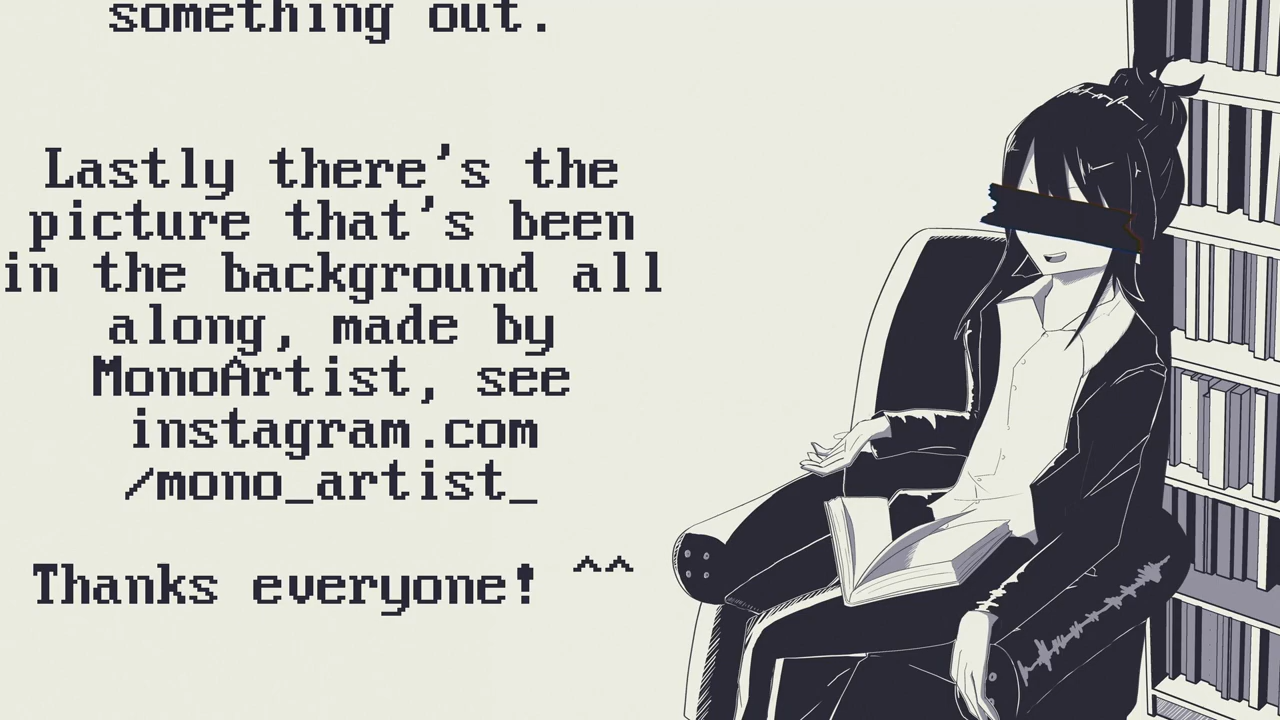 something out.
Lastly there's the
picture that's been
in the background all
along, made by
MonoArtist, see
instagram.com
/mono_artist_
Thanks everyone! ^^